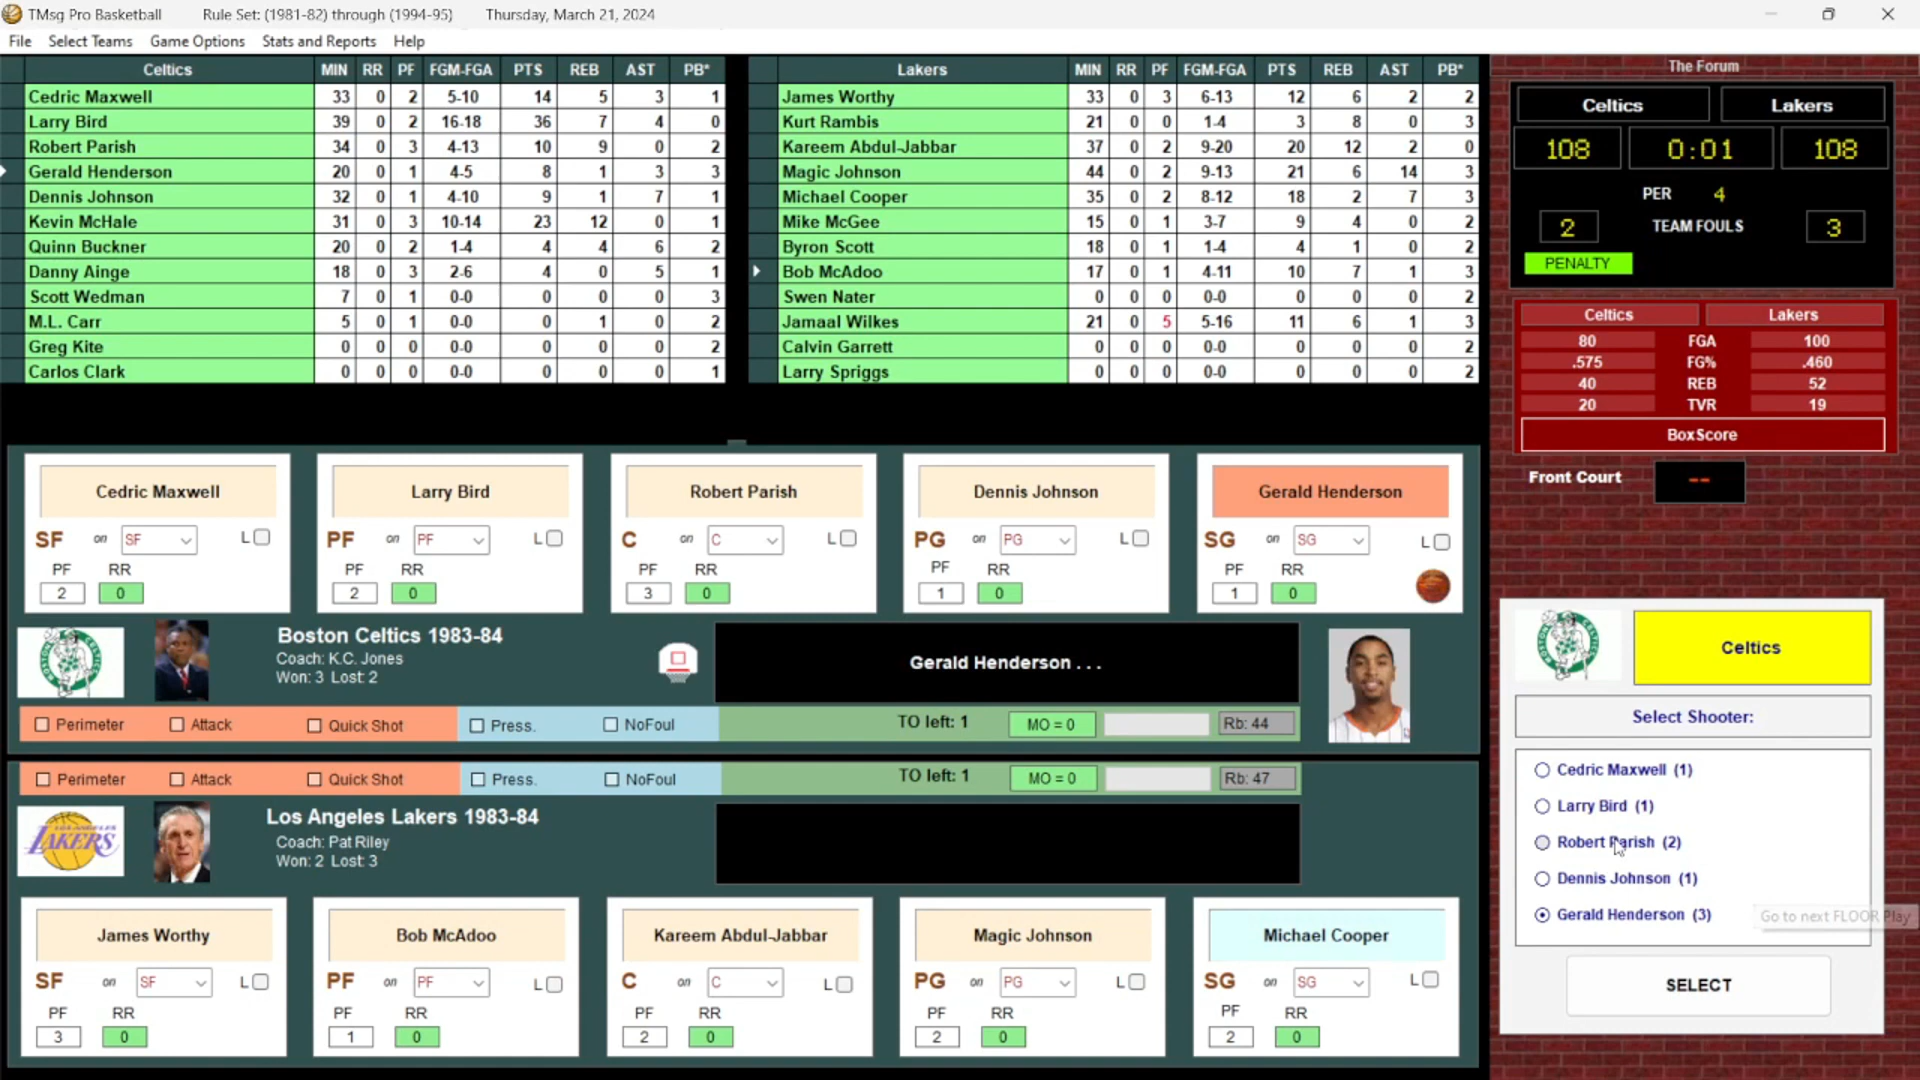 TMsg Pro Basketball Rule Set: (1981-82) through (1994-95) Thursday, March 21, 2024
File Select Teams Game Options Stats and Reports Help
Celtics MIN RR PF FGM-FGA PTS REB AST PB*
Cedric Maxwell 33 0 2 5-10 14 5 3 1
Larry Bird 39 0 2 16-18 36 7 4 0
Robert Parish 34 0 3 4-13 10 9 0 2
Gerald Henderson 20 0 1 4-5 8 1 3 3
Dennis Johnson 32 0 1 4-10 9 1 7 1
Kevin McHale 31 0 3 10-14 23 12 0 1
Quinn Buckner 20 0 2 1-4 4 4 6 2
Danny Ainge 18 0 3 2-6 4 0 5 1
Scott Wedman 7 0 1 0-0 0 0 0 3
M.L. Carr 5 0 1 0-0 0 1 0 2
Greg Kite 0 0 0 0-0 0 0 0 2
Carlos Clark 0 0 0 0-0 0 0 0 1
Lakers MIN RR PF FGM-FGA PTS REB AST PB*
James Worthy 33 0 3 6-13 12 6 2 2
Kurt Rambis 21 0 0 1-4 3 8 0 3
Kareem Abdul-Jabbar 37 0 2 9-20 20 12 2 0
Magic Johnson 44 0 2 9-13 21 6 14 3
Michael Cooper 35 0 2 8-12 18 2 7 3
Mike McGee 15 0 1 3-7 9 4 0 2
Byron Scott 18 0 1 1-4 4 1 0 2
Bob McAdoo 17 0 1 4-11 10 7 1 3
Swen Nater 0 0 0 0-0 0 0 0 2
Jamaal Wilkes 21 0 5 5-16 11 6 1 3
Calvin Garrett 0 0 0 0-0 0 0 0 2
Larry Spriggs 0 0 0 0-0 0 0 0 2
The Forum
Celtics Lakers
108 0:01 108
PER 4
2 TEAM FOULS 3
PENALTY
Celtics Lakers
80 FGA 100
.575 FG% .460
40 REB 52
20 TVR 19
BoxScore
Front Court --
Cedric Maxwell Larry Bird Robert Parish Dennis Johnson Gerald Henderson
SF on SF L PF on PF L C on C L PG on PG L SG on SG L
PF RR PF RR PF RR PF RR PF RR
2 0 2 0 3 0 1 0 1 0
Boston Celtics 1983-84
Coach: K.C. Jones
Won: 3 Lost: 2
Gerald Henderson . . .
Perimeter Attack Quick Shot Press. NoFoul TO left: 1 MO = 0 Rb: 44
Perimeter Attack Quick Shot Press. NoFoul TO left: 1 MO = 0 Rb: 47
BOSTON CELTICS
LOS ANGELES
LAKERS
Los Angeles Lakers 1983-84
Coach: Pat Riley
Won: 2 Lost: 3
James Worthy Bob McAdoo Kareem Abdul-Jabbar Magic Johnson Michael Cooper
SF on SF L PF on PF L C on C L PG on PG L SG on SG L
PF RR PF RR PF RR PF RR PF RR
3 0 1 0 2 0 2 0 2 0
BOSTON CELTICS
Celtics
Select Shooter:
Cedric Maxwell (1)
Larry Bird (1)
Robert Parish (2)
Dennis Johnson (1)
Gerald Henderson (3)
Go to next FLOOR Play
SELECT